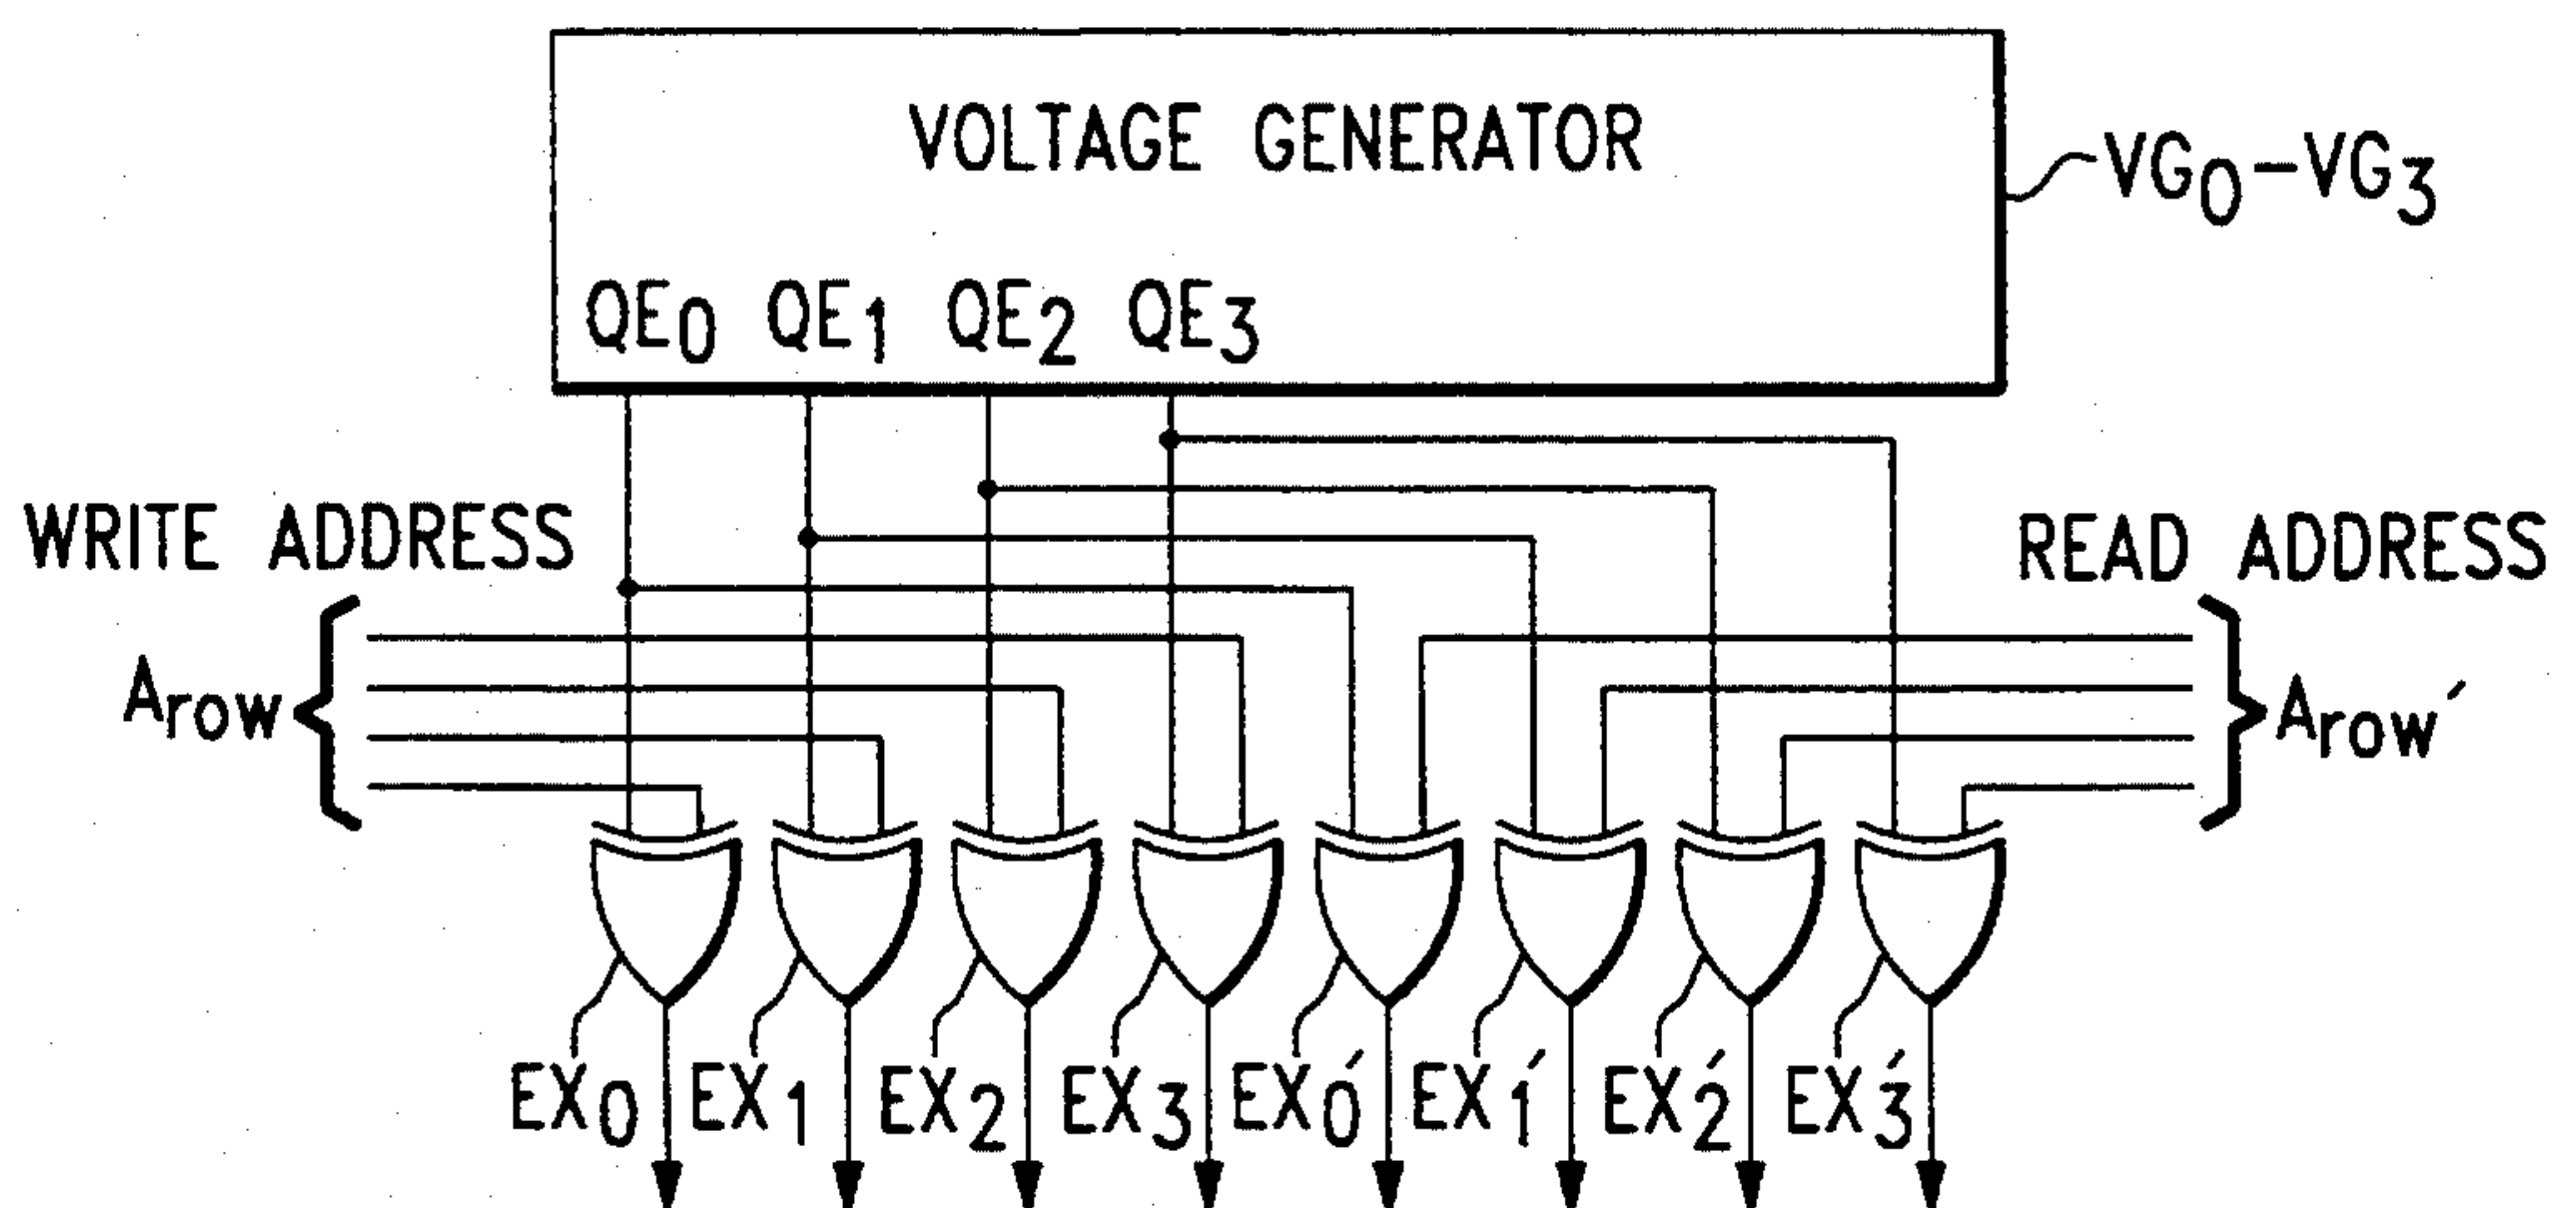 VOLTAGE GENERATOR
VG0-VG3
QE0 QE1 QE2 QE3
WRITE ADDRESS
READ ADDRESS
Arow
Arow′
EX0 EX1 EX2 EX3 EX0′ EX1′ EX2′ EX3′